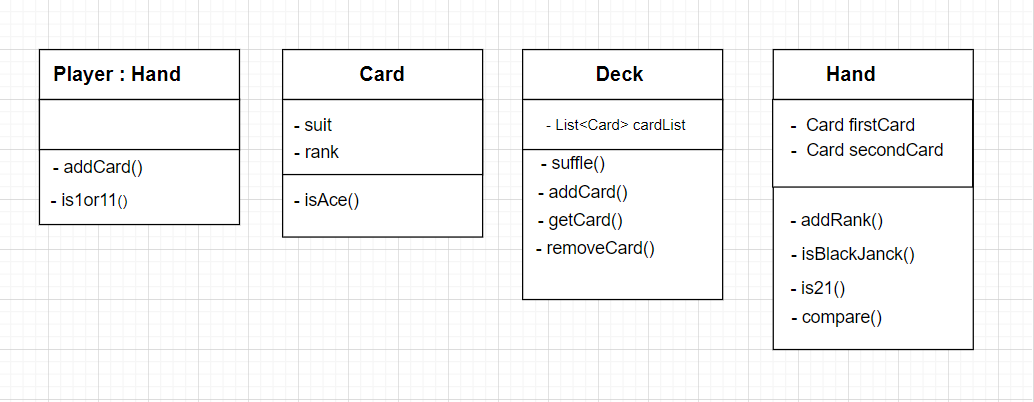 Player : Hand
- addCard()
- is1or11()
Card
- suit
- rank
- isAce()
Deck
- List<Card> cardList
- suffle()
- addCard()
- getCard()
- removeCard()
Hand
- Card firstCard
- Card secondCard
- addRank()
- isBlackJanck()
- is21()
- compare()